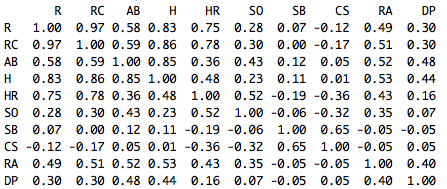 R RC AB H HR SO SB CS RA DP
R 1.00 0.97 0.58 0.83 0.75 0.28 0.07 -0.12 0.49 0.30
RC 0.97 1.00 0.59 0.86 0.78 0.30 0.00 -0.17 0.51 0.30
AB 0.58 0.59 1.00 0.85 0.36 0.43 0.12 0.05 0.52 0.48
H 0.83 0.86 0.85 1.00 0.48 0.23 0.11 0.01 0.53 0.44
HR 0.75 0.78 0.36 0.48 1.00 0.52 -0.19 -0.36 0.43 0.16
SO 0.28 0.30 0.43 0.23 0.52 1.00 -0.06 -0.32 0.35 0.07
SB 0.07 0.00 0.12 0.11 -0.19 -0.06 1.00 0.65 -0.05 -0.05
CS -0.12 -0.17 0.05 0.01 -0.36 -0.32 0.65 1.00 -0.05 0.05
RA 0.49 0.51 0.52 0.53 0.43 0.35 -0.05 -0.05 1.00 0.40
DP 0.30 0.30 0.48 0.44 0.16 0.07 -0.05 0.05 0.40 1.00